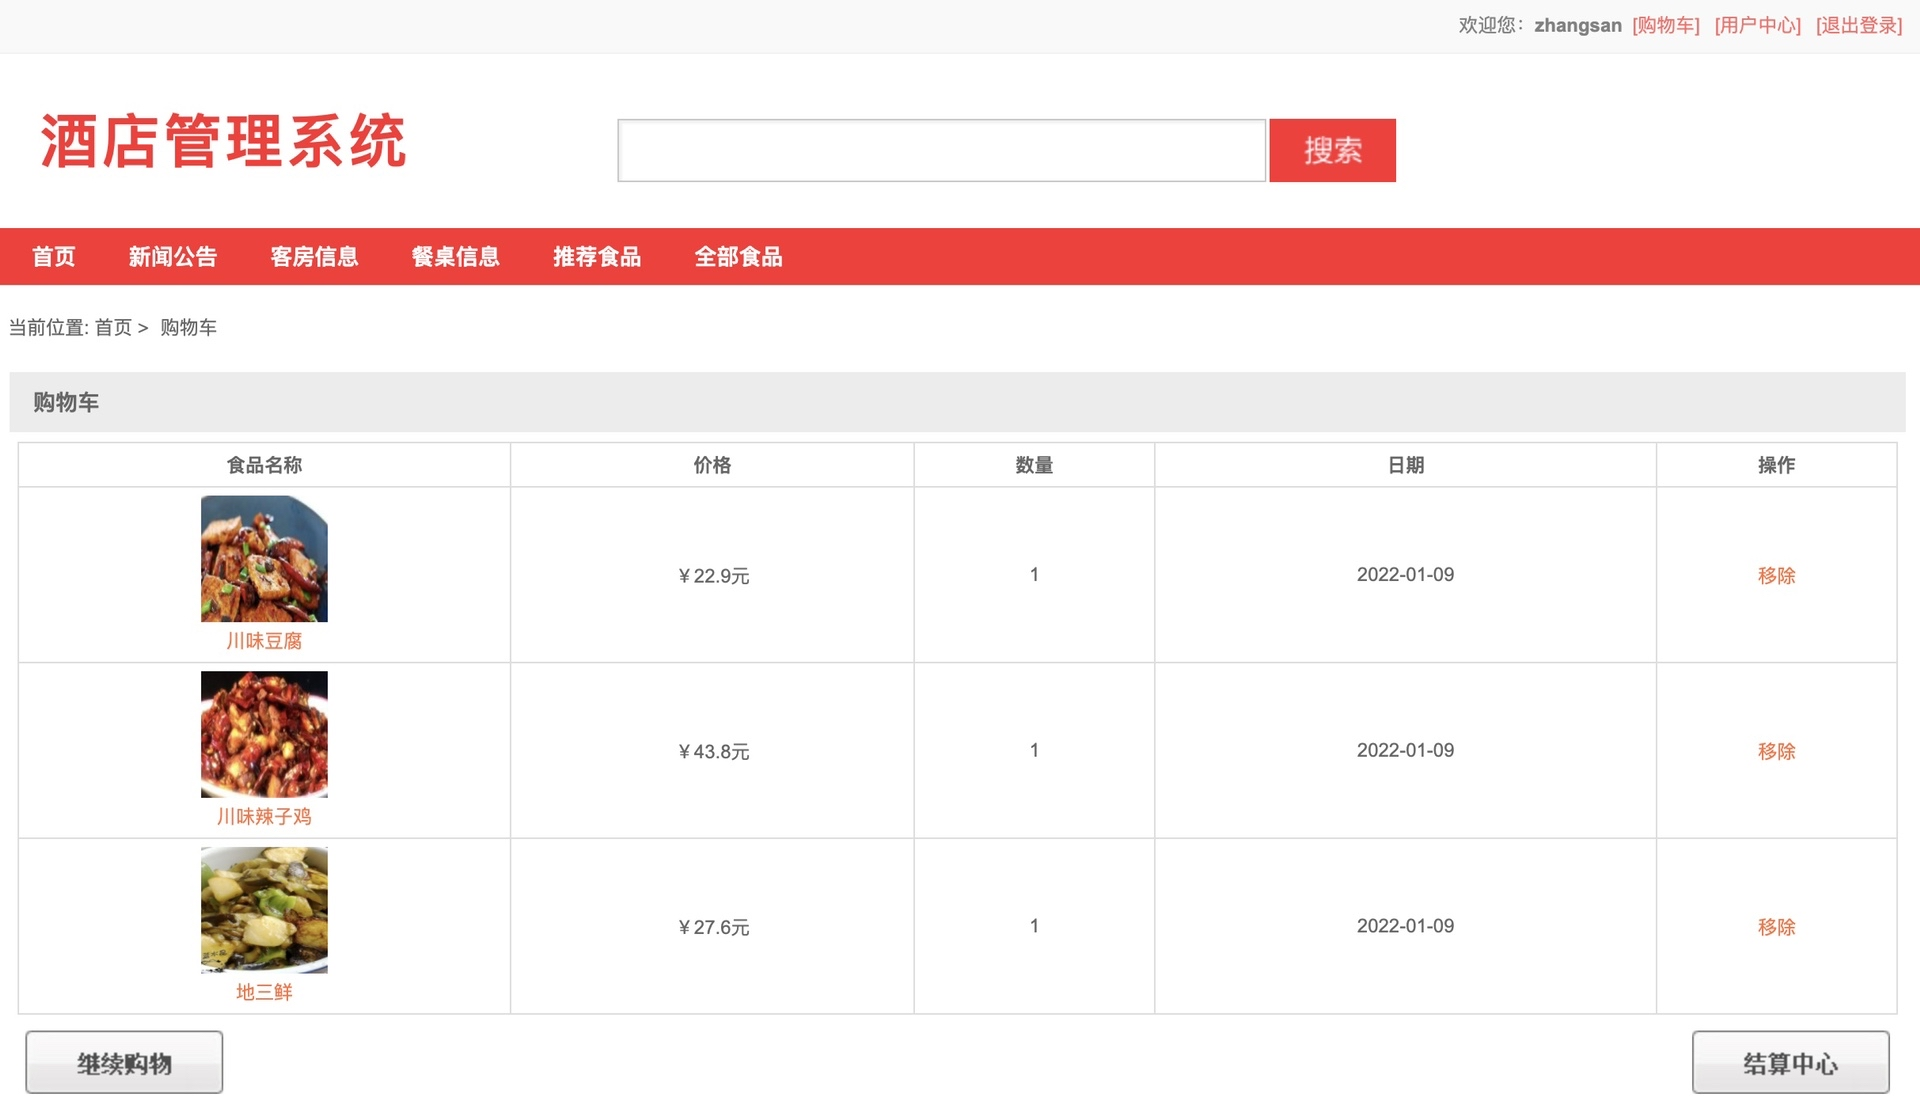 欢迎您：zhangsan [购物车] [用户中心] [退出登录]
酒店管理系统
搜索
首页 新闻公告 客房信息 餐桌信息 推荐食品 全部食品
当前位置: 首页 > 购物车
购物车
食品名称 价格 数量 日期 操作
川味豆腐 ￥22.9元 1 2022-01-09 移除
川味辣子鸡 ￥43.8元 1 2022-01-09 移除
地三鲜 ￥27.6元 1 2022-01-09 移除
继续购物 结算中心